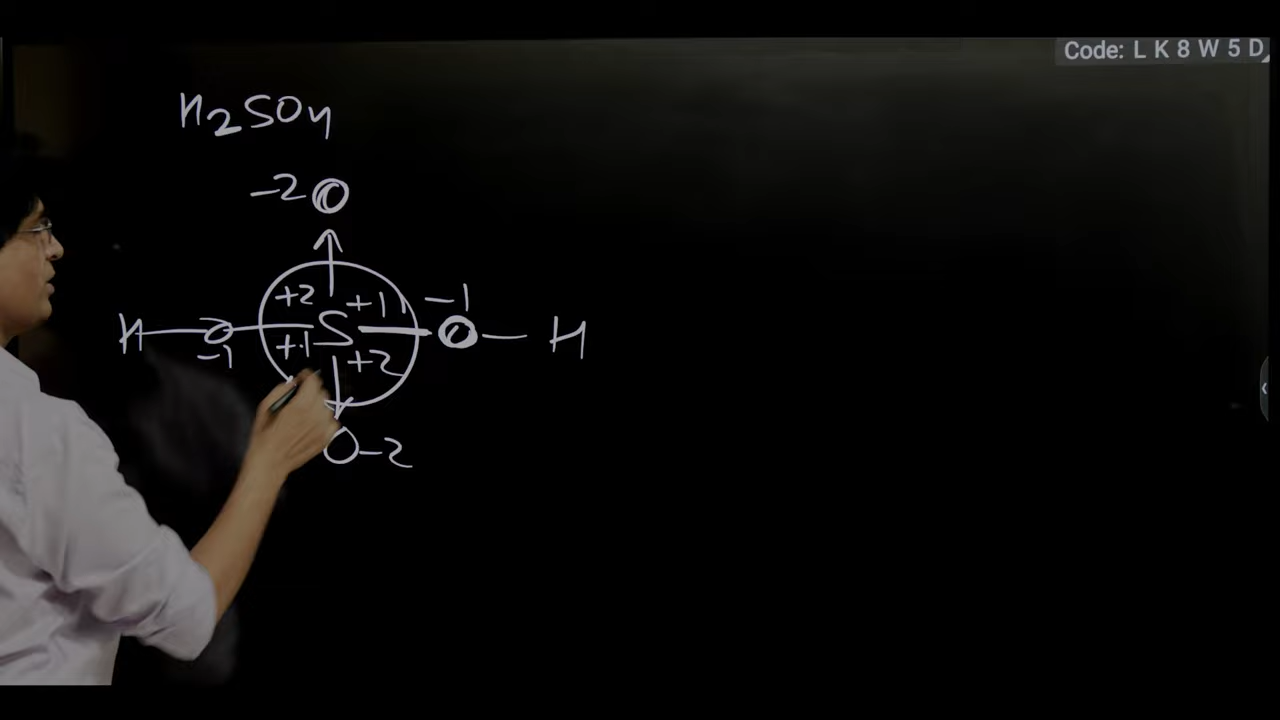 Code: L K 8 W 5 D
H2SO4
-2 O
+2 +1 -1
H-O-S-O-H
-1 +1 +2
O-2